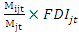 M_ijt / M_jt × FDI_jt